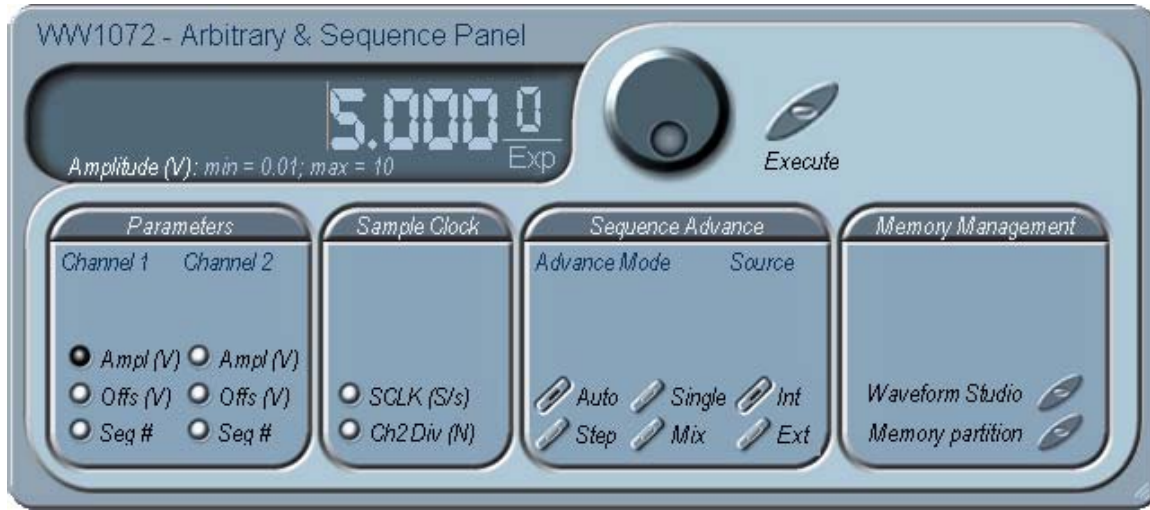 WW1072 - Arbitrary & Sequence Panel
5.000 0
Exp
Amplitude (V): min = 0.01; max = 10
Execute
Parameters
Channel 1 Channel 2
Ampl (V) Ampl (V)
Offs (V) Offs (V)
Seq # Seq #
Sample Clock
SCLK (S/s)
Ch2 Div (N)
Sequence Advance
Advance Mode Source
Auto Single Int
Step Mix Ext
Memory Management
Waveform Studio
Memory partition